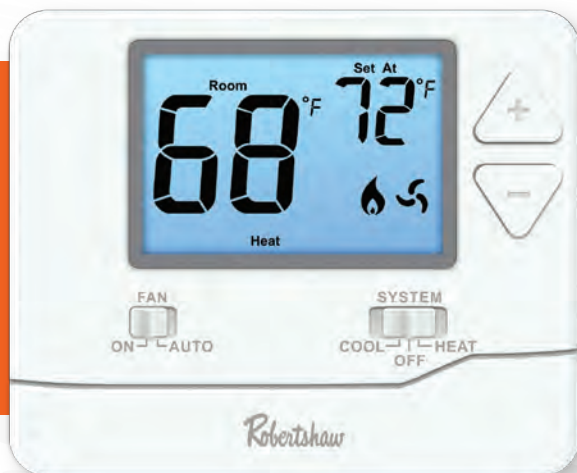 Set At
Room
68 °F
72 °F
Heat
+
−
FAN
ON AUTO
SYSTEM
COOL HEAT
OFF
Robertshaw